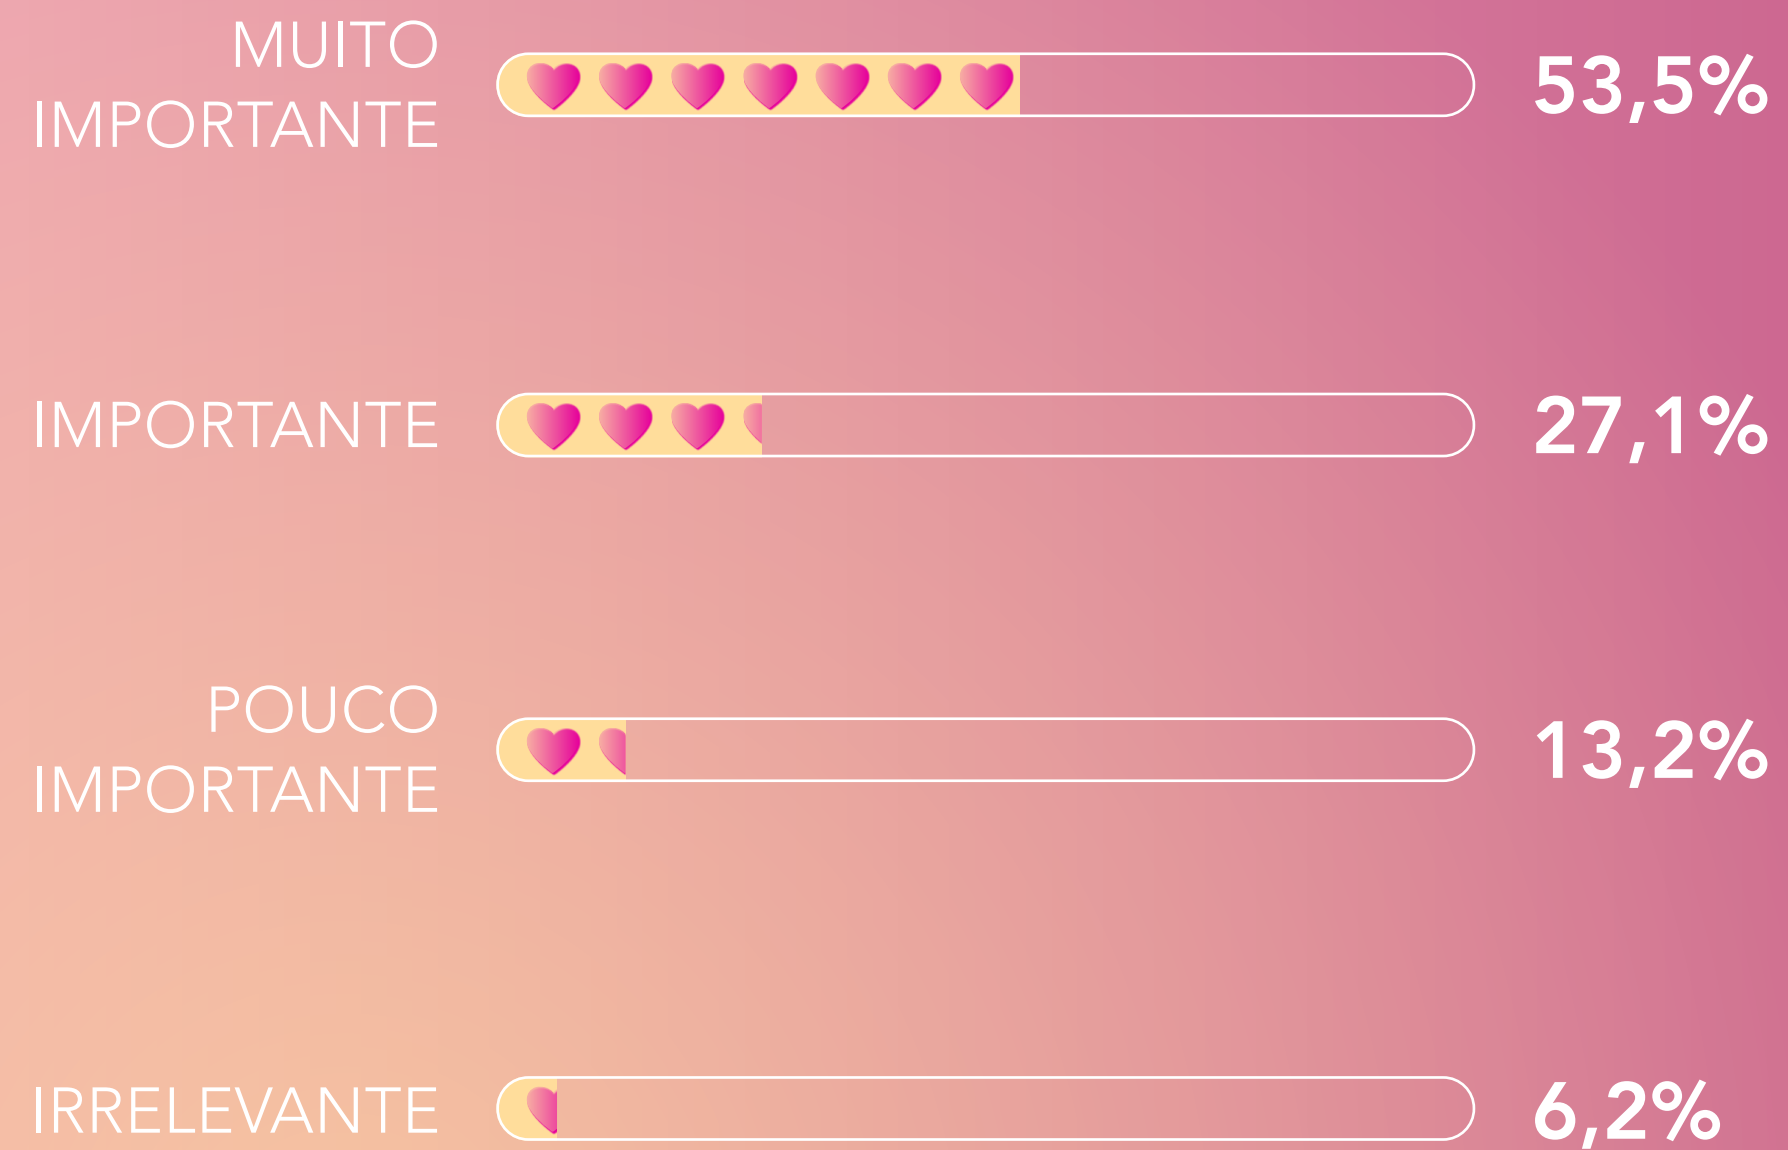 MUITO
IMPORTANTE
53,5%
IMPORTANTE
27,1%
POUCO
IMPORTANTE
13,2%
IRRELEVANTE
6,2%